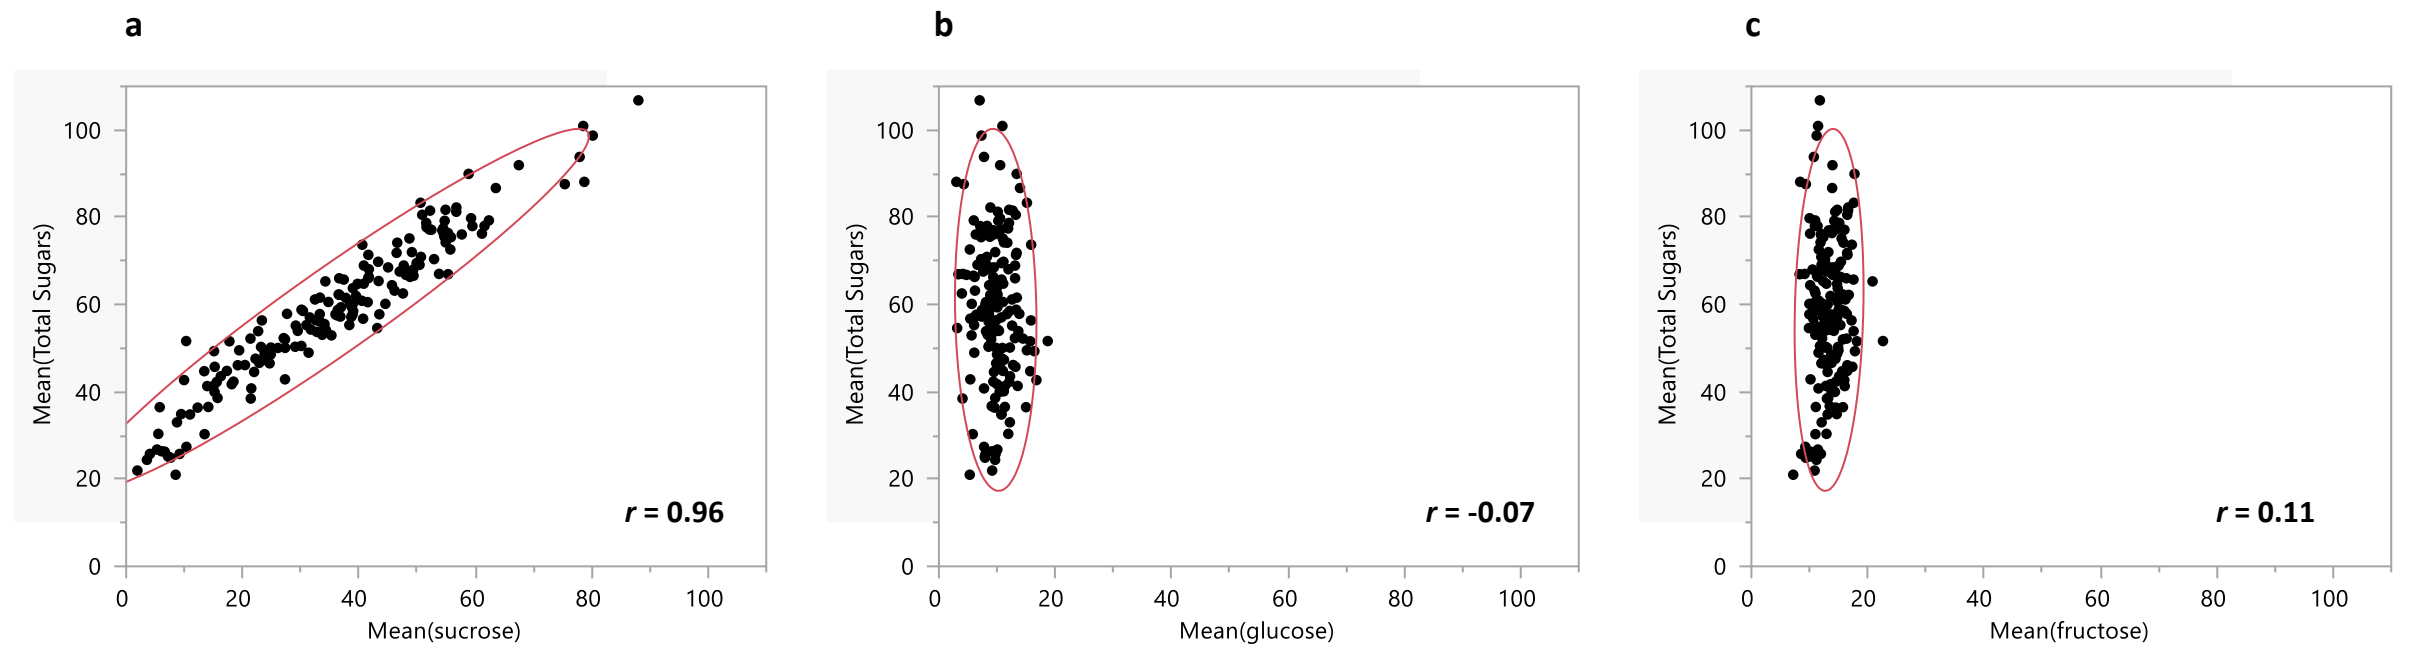 a
b
c
Mean(Total Sugars)
100
80
60
40
20
0
r = 0.96
0 20 40 60 80 100
Mean(sucrose)
Mean(Total Sugars)
100
80
60
40
20
0
r = -0.07
0 20 40 60 80 100
Mean(glucose)
Mean(Total Sugars)
100
80
60
40
20
0
r = 0.11
0 20 40 60 80 100
Mean(fructose)